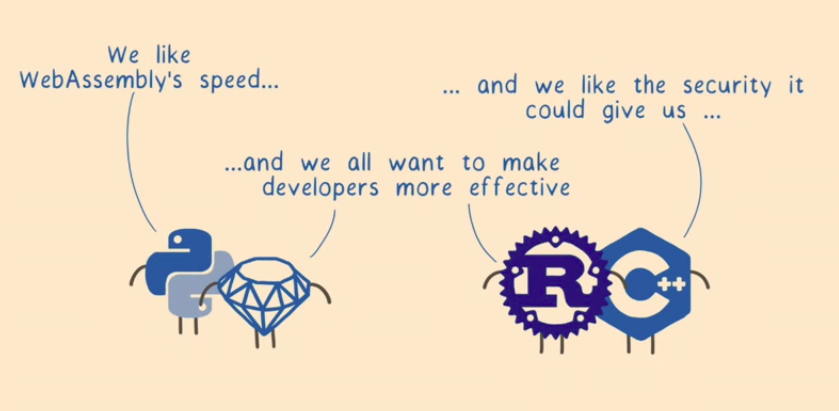 We like
WebAssembly's speed...
... and we like the security it
could give us ...
...and we all want to make
developers more effective
R
C++